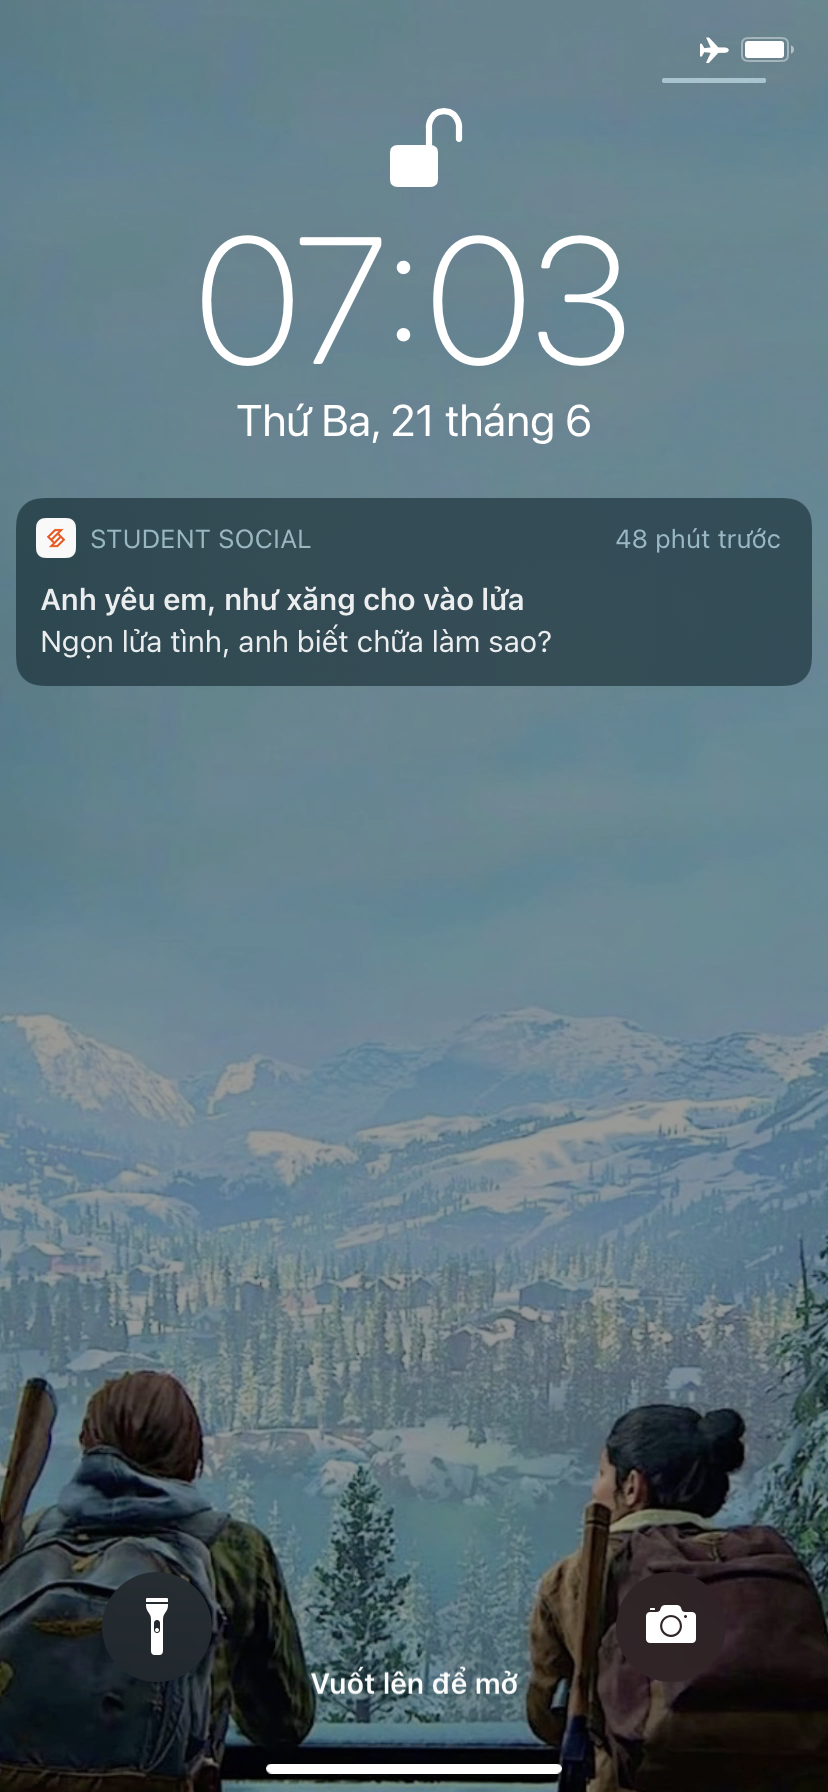 07:03
Thứ Ba, 21 tháng 6
STUDENT SOCIAL
48 phút trước
Anh yêu em, như xăng cho vào lửa
Ngọn lửa tình, anh biết chữa làm sao?
Vuốt lên để mở